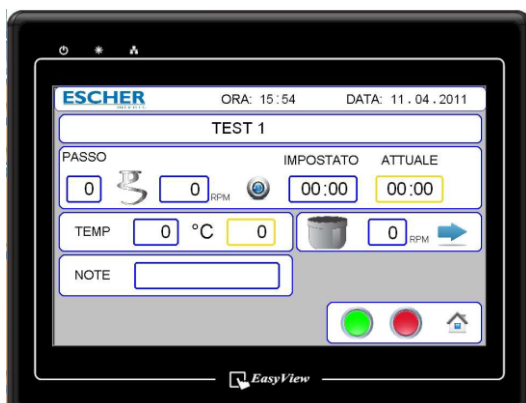 ESCHER ORA: 15:54 DATA: 11.04.2011
TEST 1
PASSO IMPOSTATO ATTUALE
0 0 RPM 00:00 00:00
TEMP 0 °C 0 0 RPM
NOTE
EasyView